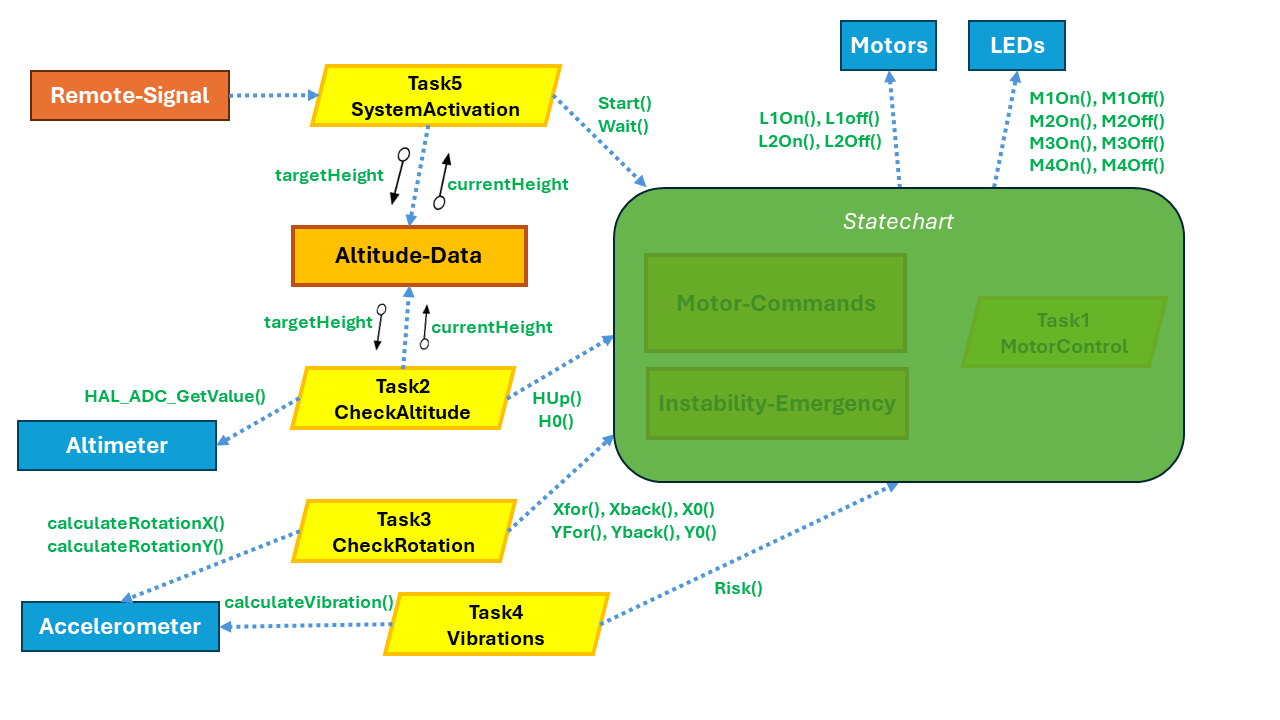 Motors
LEDs
Remote-Signal
Task5
SystemActivation
Start()
Wait()
L1On(), L1off()
L2On(), L2Off()
M1On(), M1Off()
M2On(), M2Off()
M3On(), M3Off()
M4On(), M4Off()
targetHeight
currentHeight
Statechart
Altitude-Data
Motor-Commands
Task1
MotorControl
targetHeight
currentHeight
Task2
CheckAltitude
HAL_ADC_GetValue()
HUp()
H0()
Instability-Emergency
Altimeter
Task3
CheckRotation
Xfor(), Xback(), X0()
YFor(), Yback(), Y0()
calculateRotationX()
calculateRotationY()
Risk()
calculateVibration()
Task4
Vibrations
Accelerometer